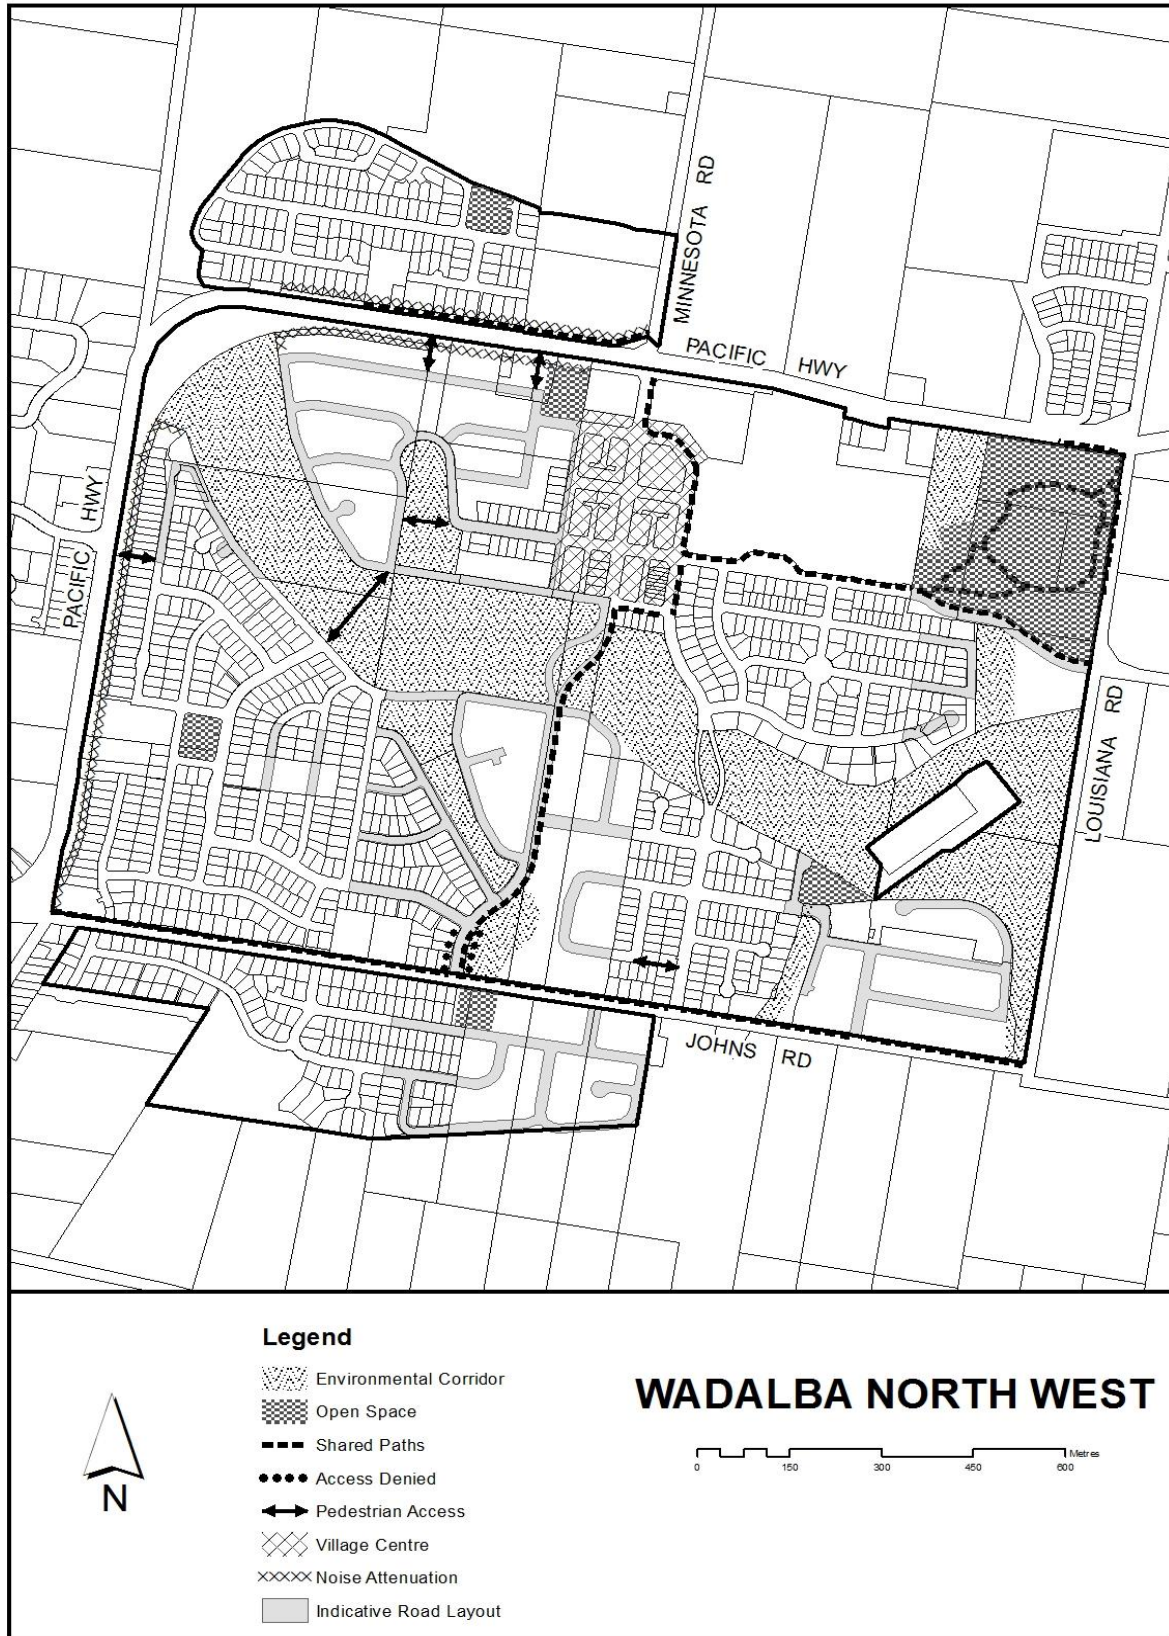 MINNESOTA RD
PACIFIC HWY
PACIFIC HWY
LOUISIANA RD
JOHNS RD
Legend
Environmental Corridor
Open Space
Shared Paths
Access Denied
Pedestrian Access
Village Centre
Noise Attenuation
Indicative Road Layout
N
WADALBA NORTH WEST
Metres
0 150 300 450 600